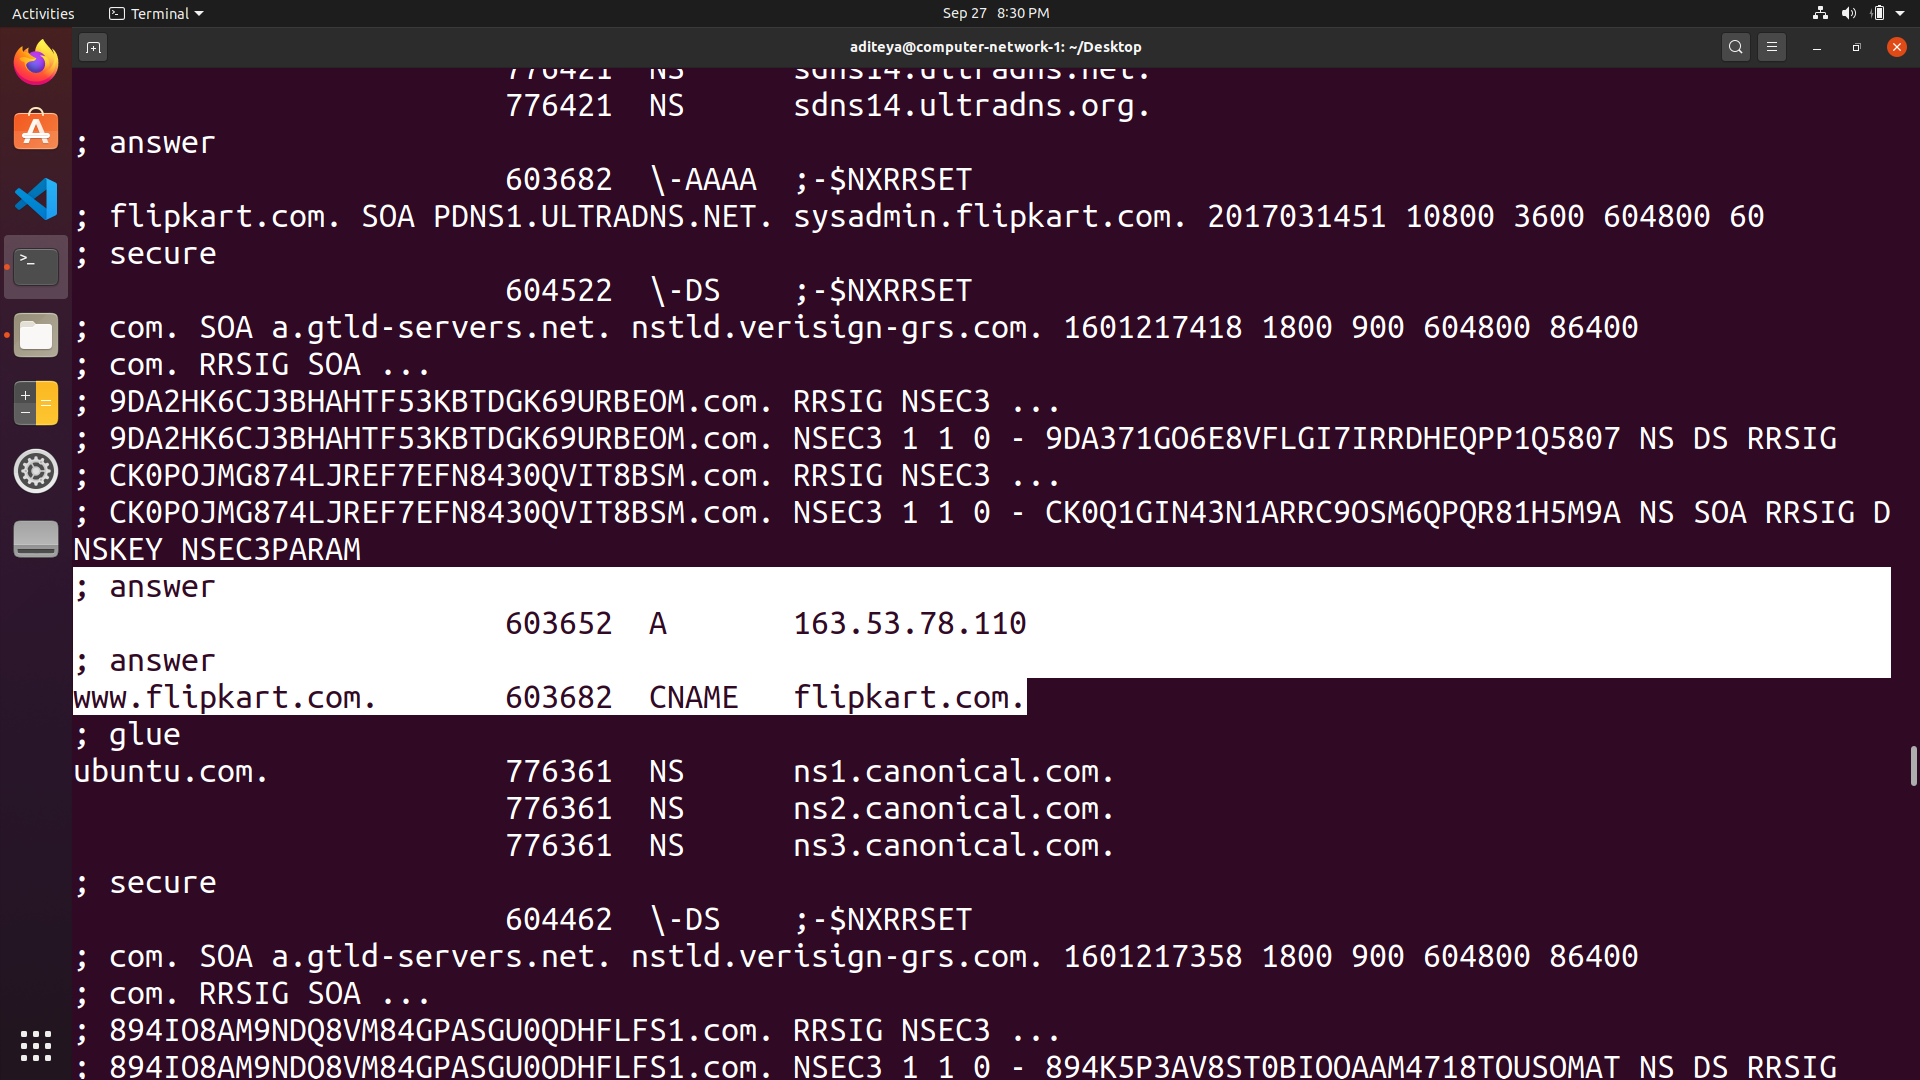 Activities Terminal Sep 27 8:30 PM
aditeya@computer-network-1: ~/Desktop
776421 NS sdns14.ultradns.net.
776421 NS sdns14.ultradns.org.
; answer
603682 \-AAAA ;-$NXRRSET
; flipkart.com. SOA PDNS1.ULTRADNS.NET. sysadmin.flipkart.com. 2017031451 10800 3600 604800 60
; secure
604522 \-DS ;-$NXRRSET
; com. SOA a.gtld-servers.net. nstld.verisign-grs.com. 1601217418 1800 900 604800 86400
; com. RRSIG SOA ...
; 9DA2HK6CJ3BHAHTF53KBTDGK69URBEOM.com. RRSIG NSEC3 ...
; 9DA2HK6CJ3BHAHTF53KBTDGK69URBEOM.com. NSEC3 1 1 0 - 9DA371GO6E8VFLGI7IRRDHEQPP1Q5807 NS DS RRSIG
; CK0POJMG874LJREF7EFN8430QVIT8BSM.com. RRSIG NSEC3 ...
; CK0POJMG874LJREF7EFN8430QVIT8BSM.com. NSEC3 1 1 0 - CK0Q1GIN43N1ARRC9OSM6QPQR81H5M9A NS SOA RRSIG D
NSKEY NSEC3PARAM
; answer
603652 A 163.53.78.110
; answer
www.flipkart.com. 603682 CNAME flipkart.com.
; glue
ubuntu.com. 776361 NS ns1.canonical.com.
776361 NS ns2.canonical.com.
776361 NS ns3.canonical.com.
; secure
604462 \-DS ;-$NXRRSET
; com. SOA a.gtld-servers.net. nstld.verisign-grs.com. 1601217358 1800 900 604800 86400
; com. RRSIG SOA ...
; 894IO8AM9NDQ8VM84GPASGU0QDHFLFS1.com. RRSIG NSEC3 ...
; 894IO8AM9NDQ8VM84GPASGU0QDHFLFS1.com. NSEC3 1 1 0 - 894K5P3AV8ST0BIOQAAM4718TQUSOMAT NS DS RRSIG